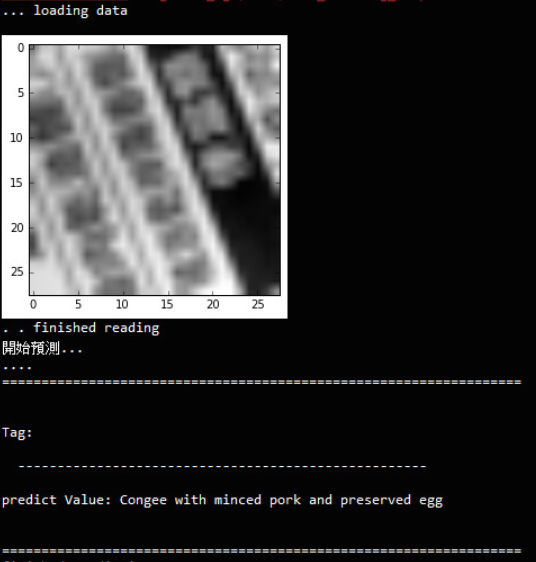 ... loading data
0
5
10
15
20
25
0 5 10 15 20 25
. . finished reading
開始預測...
....
==================================================================
Tag:
----------------------------------------------------
predict Value: Congee with minced pork and preserved egg
==================================================================